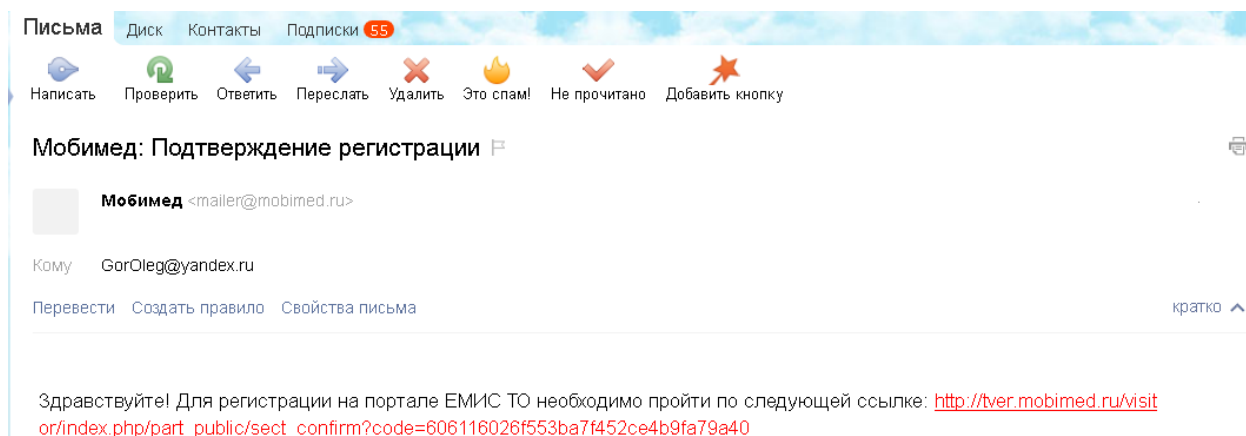 Письма Диск Контакты Подписки 55
Написать Проверить Ответить Переслать Удалить Это спам! Не прочитано Добавить кнопку
Мобимед: Подтверждение регистрации
Мобимед <mailer@mobimed.ru>
Кому GorOleg@yandex.ru
Перевести Создать правило Свойства письма кратко
Здравствуйте! Для регистрации на портале ЕМИС ТО необходимо пройти по следующей ссылке: http://tver.mobimed.ru/visit
or/index.php/part_public/sect_confirm?code=606116026f553ba7f452ce4b9fa79a40